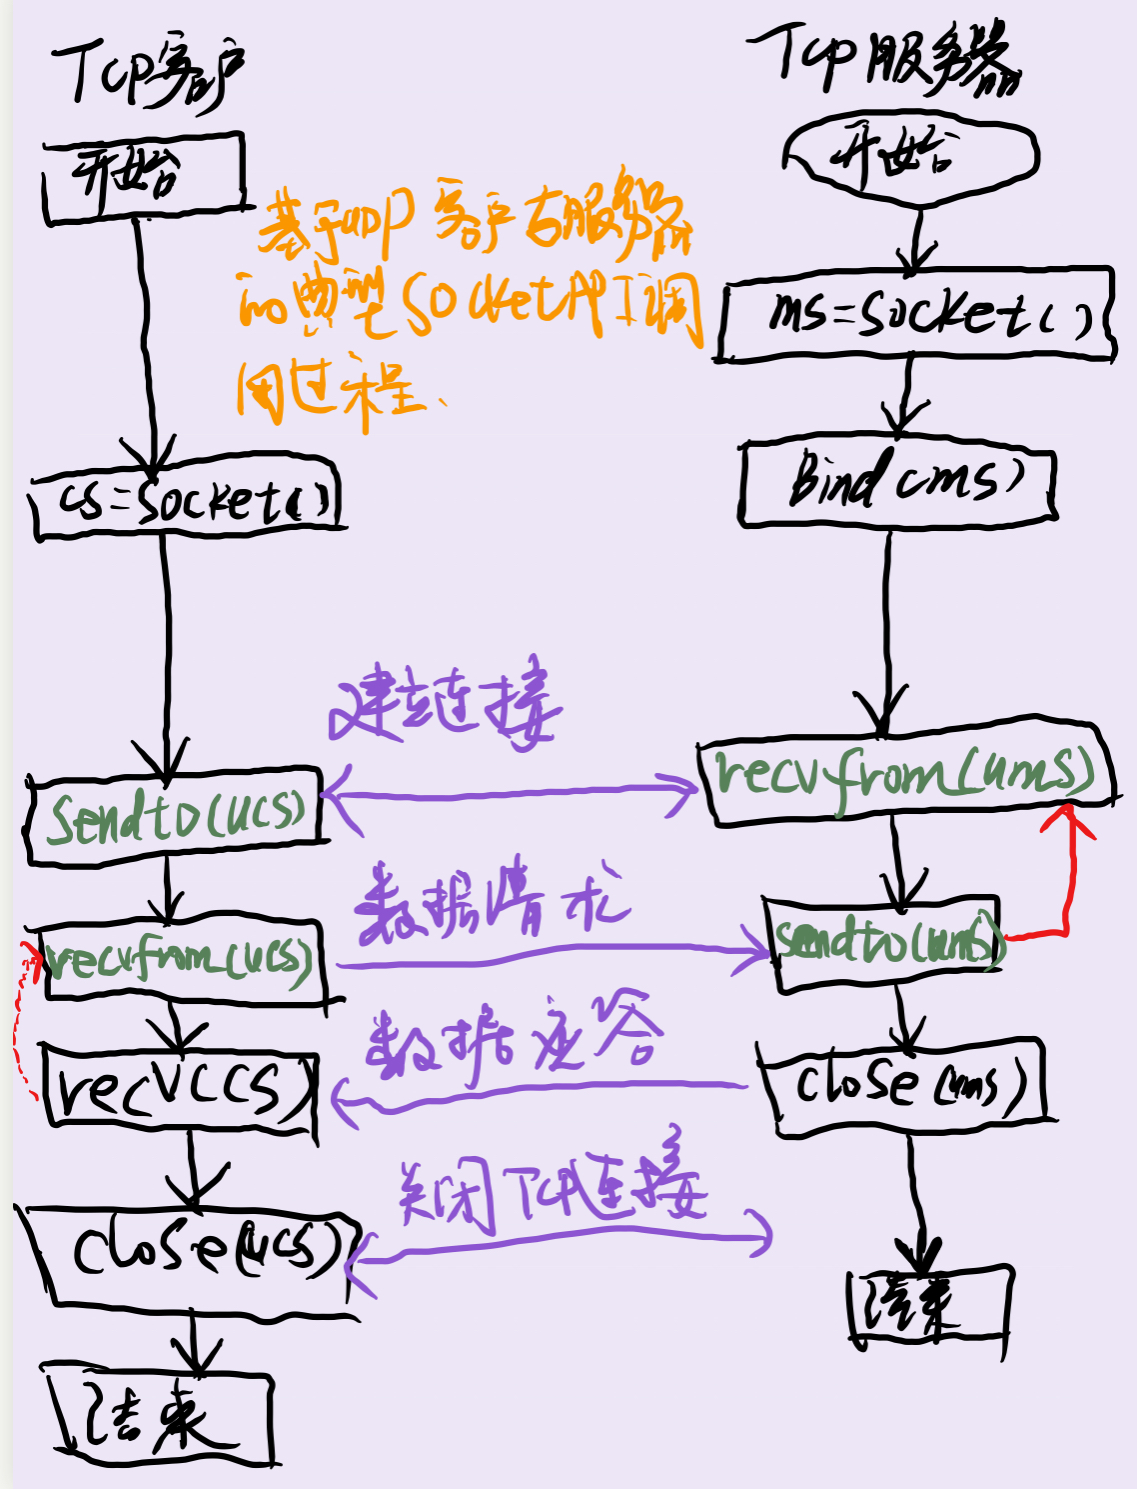 Tcp客户
Tcp服务器
开始
开始
基于UDP客户与服务器
的典型SocketAPI调
用过程、
ms=Socket()
Bind(ms)
cs=Socket()
建立连接
recvfrom(ums)
Sendto(ucs)
数据请求
sendto(ums)
recvfrom(ucs)
数据应答
close(ums)
recv(cs)
关闭TCP连接
close(ucs)
结束
结束